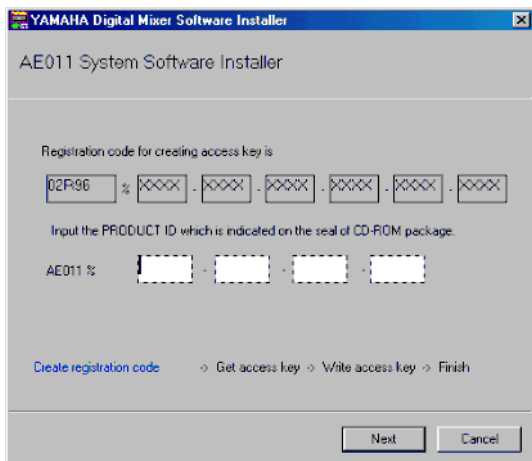 YAMAHA Digital Mixer Software Installer
AE011 System Software Installer
Registration code for creating access key is
02R96 % XXXX - XXXX - XXXX - XXXX - XXXX - XXXX
Input the PRODUCT ID which is indicated on the seal of CD-ROM package.
AE011 % - - -
Create registration code -> Get access key -> Write access key -> Finish
Next Cancel